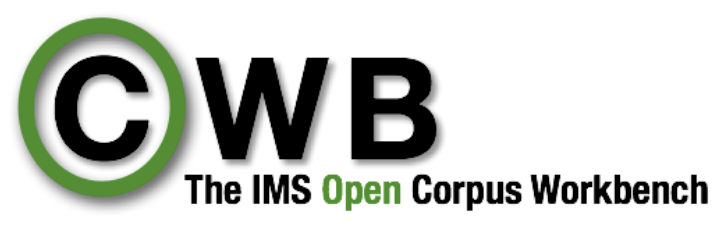 CWB
The IMS Open Corpus Workbench